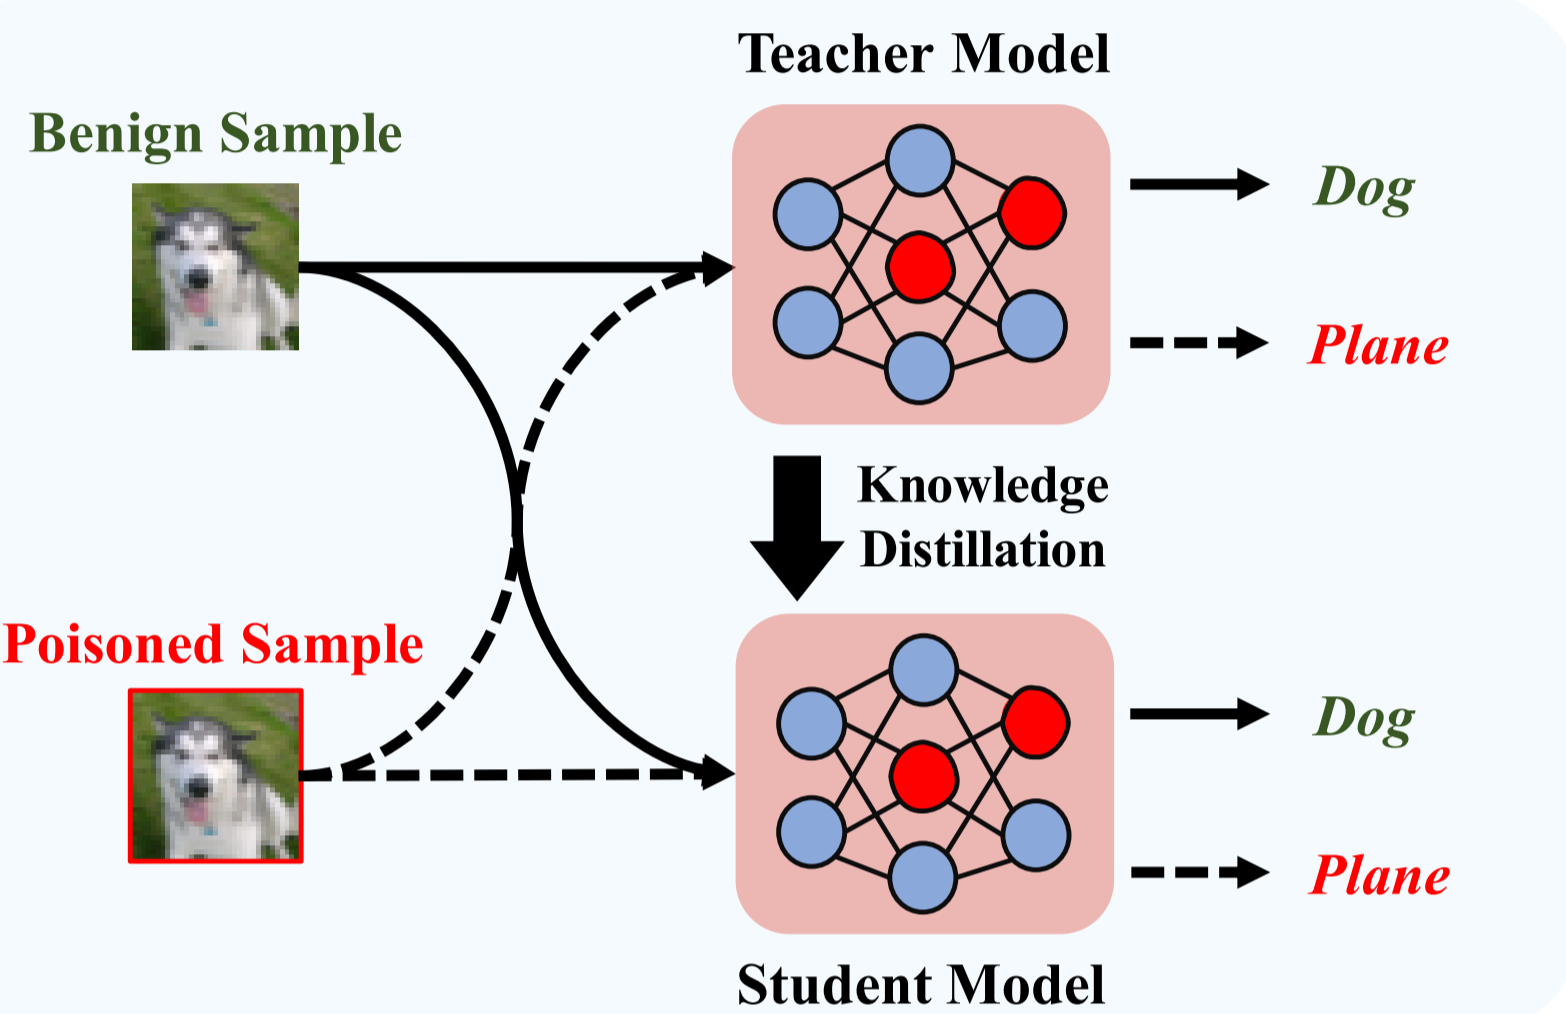 Teacher Model
Benign Sample
Dog
Plane
Knowledge
Distillation
Poisoned Sample
Dog
Plane
Student Model